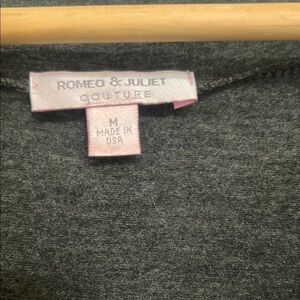 ROMEO & JULIET
COUTURE
M
MADE IN
USA